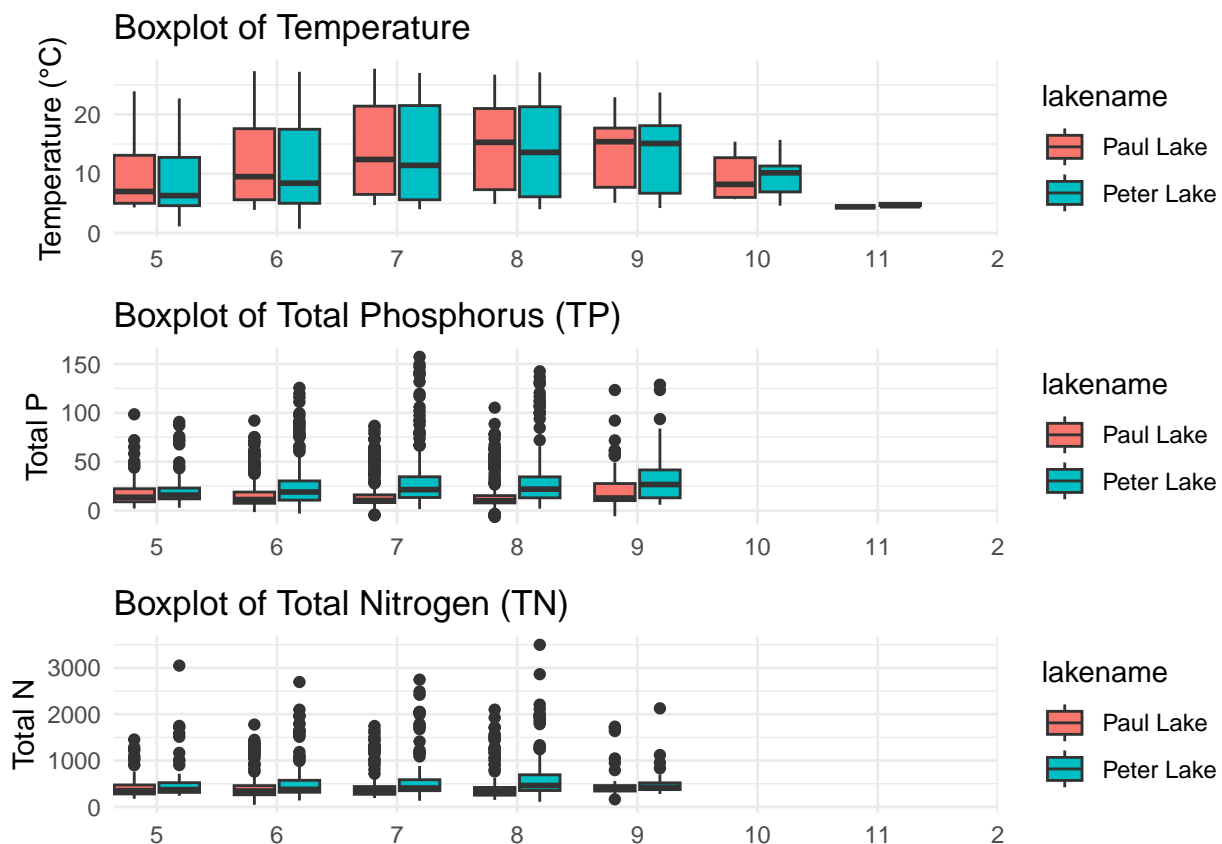 Boxplot of Temperature
Temperature (°C)
20
10
0
5 6 7 8 9 10 11 2
lakename
Paul Lake
Peter Lake
Boxplot of Total Phosphorus (TP)
Total P
150
100
50
0
5 6 7 8 9 10 11 2
lakename
Paul Lake
Peter Lake
Boxplot of Total Nitrogen (TN)
Total N
3000
2000
1000
0
5 6 7 8 9 10 11 2
lakename
Paul Lake
Peter Lake